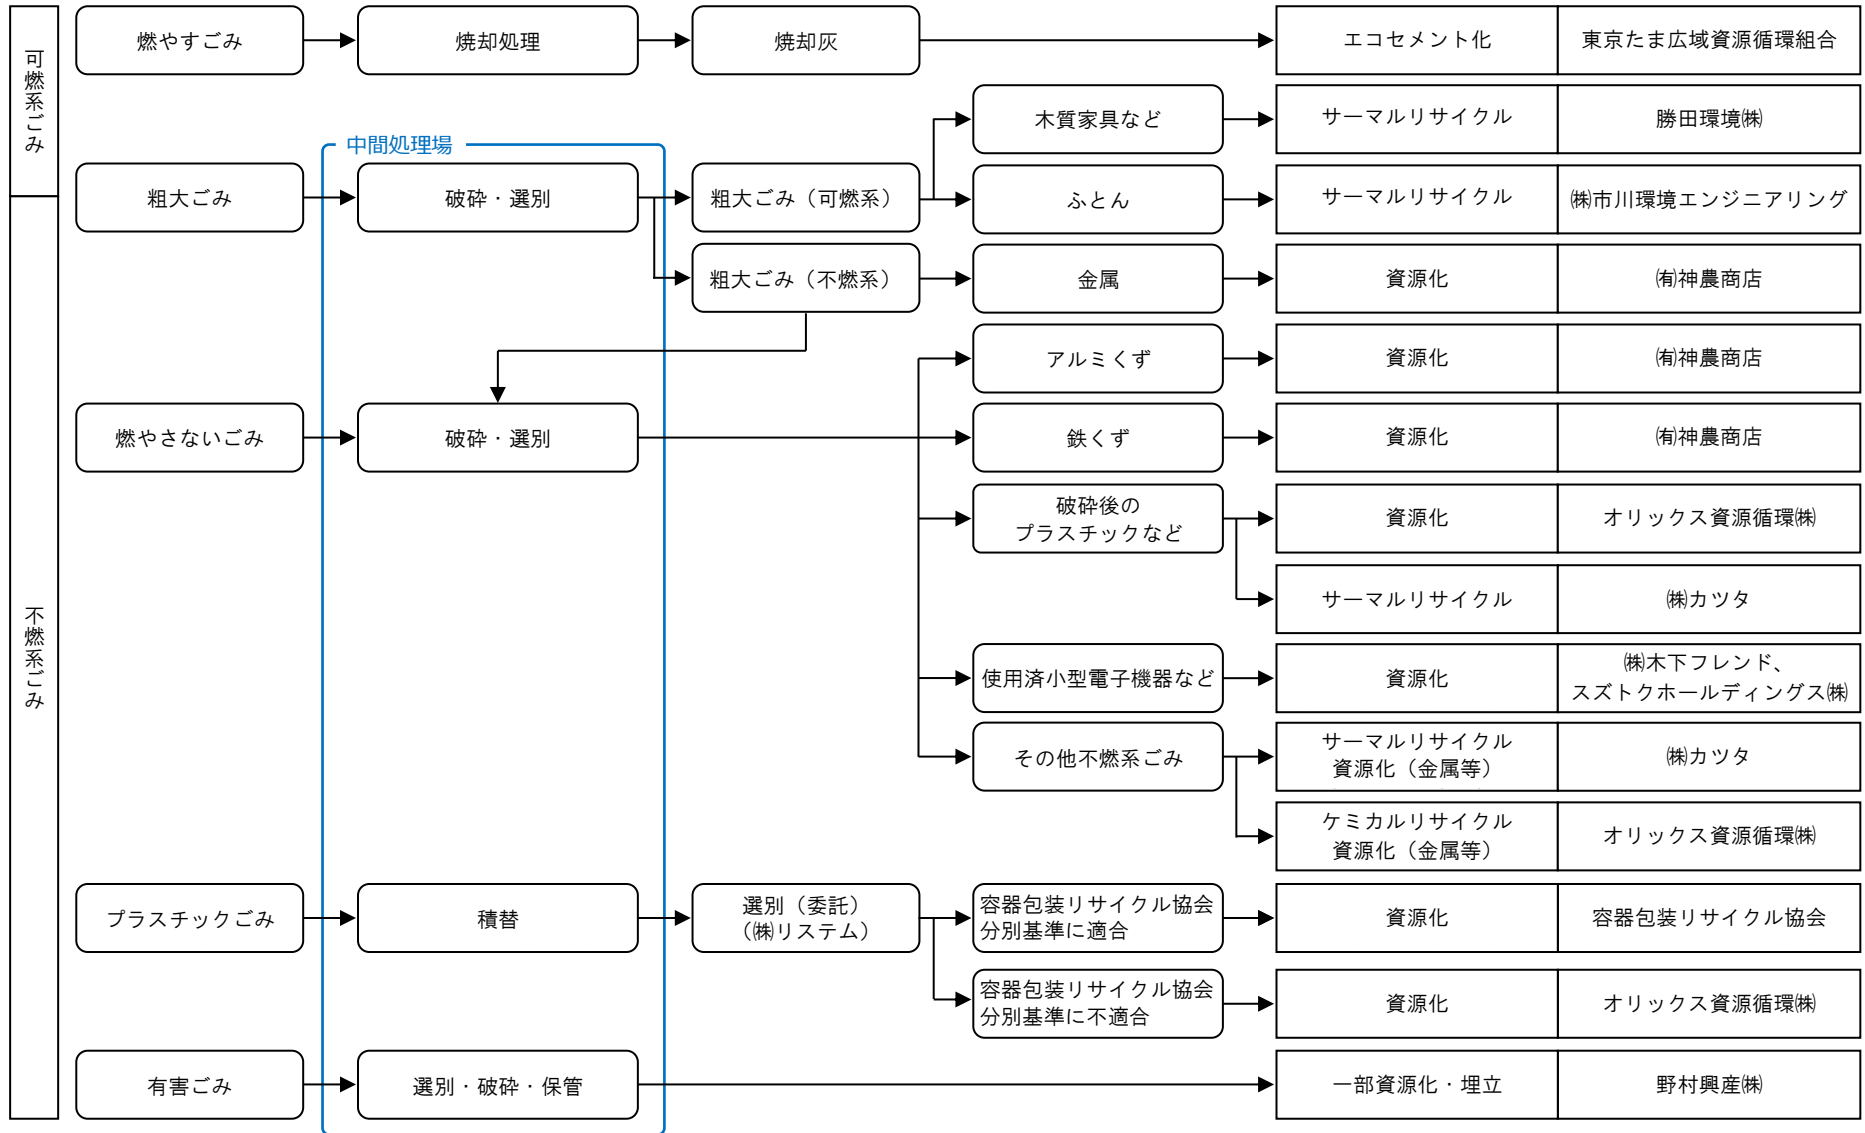 可燃系ごみ
不燃系ごみ
燃やすごみ
焼却処理
焼却灰
エコセメント化
東京たま広域資源循環組合
中間処理場
木質家具など
サーマルリサイクル
勝田環境㈱
粗大ごみ
破砕・選別
粗大ごみ（可燃系）
ふとん
サーマルリサイクル
㈱市川環境エンジニアリング
粗大ごみ（不燃系）
金属
資源化
㈲神農商店
アルミくず
資源化
㈲神農商店
燃やさないごみ
破砕・選別
鉄くず
資源化
㈲神農商店
破砕後の
プラスチックなど
資源化
オリックス資源循環㈱
サーマルリサイクル
㈱カツタ
使用済小型電子機器など
資源化
㈱木下フレンド、
スズトクホールディングス㈱
その他不燃系ごみ
サーマルリサイクル
資源化（金属等）
㈱カツタ
ケミカルリサイクル
資源化（金属等）
オリックス資源循環㈱
プラスチックごみ
積替
選別（委託）
（㈱リステム）
容器包装リサイクル協会
分別基準に適合
資源化
容器包装リサイクル協会
容器包装リサイクル協会
分別基準に不適合
資源化
オリックス資源循環㈱
有害ごみ
選別・破砕・保管
一部資源化・埋立
野村興産㈱